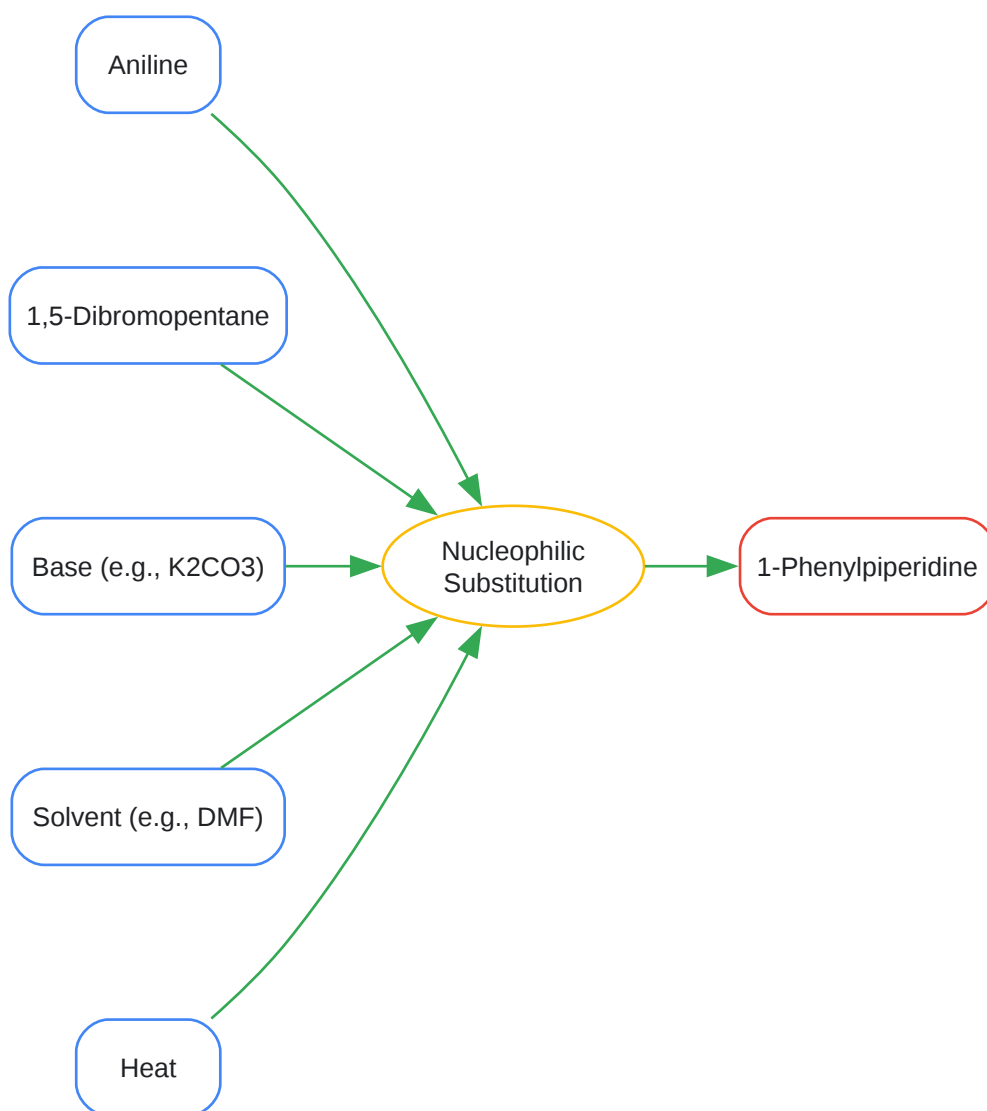 Aniline
1,5-Dibromopentane
Base (e.g., K2CO3)
Nucleophilic
Substitution
1-Phenylpiperidine
Solvent (e.g., DMF)
Heat